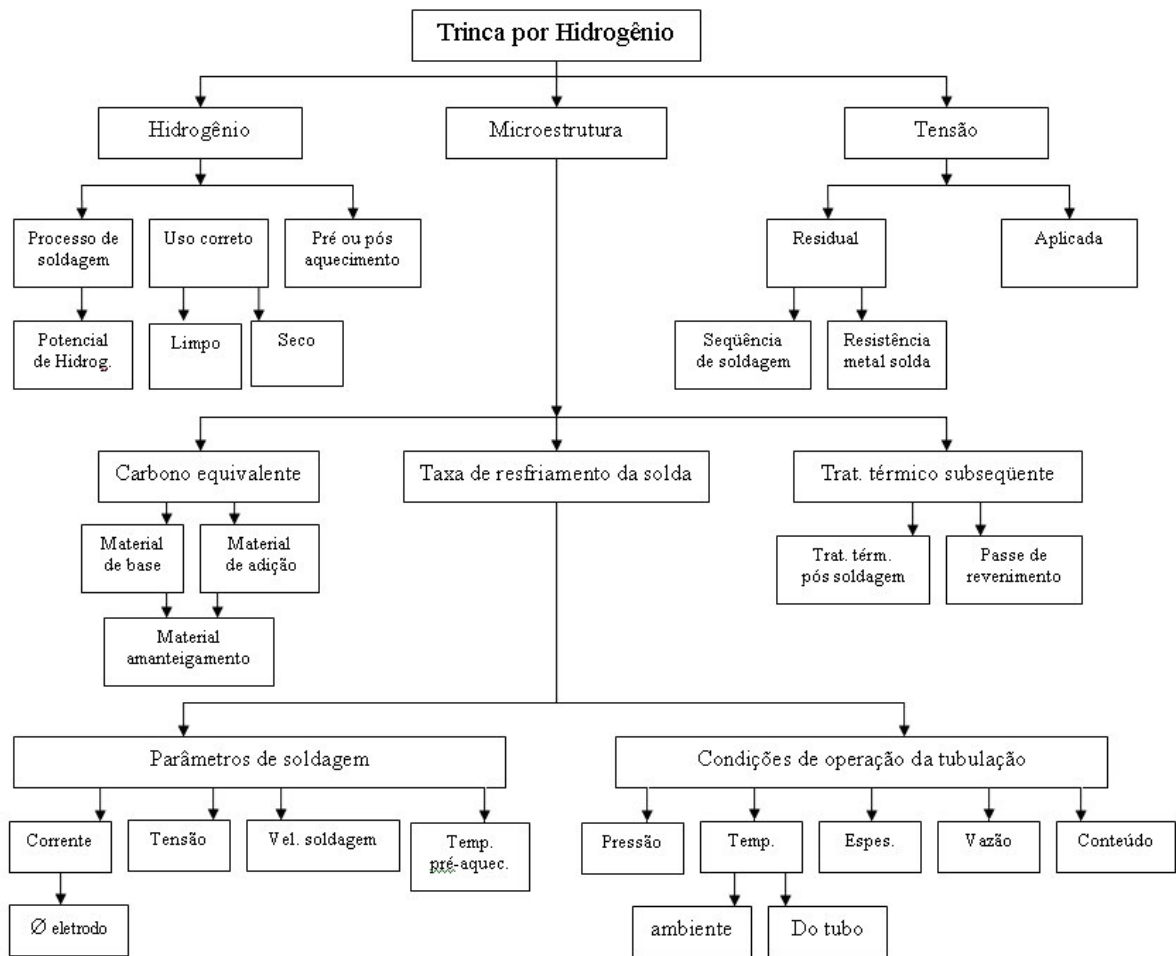 Trinca por Hidrogênio
Hidrogênio
Microestrutura
Tensão
Processo de
soldagem
Uso correto
Pré ou pós
aquecimento
Residual
Aplicada
Potencial
de Hidrog.
Limpo
Seco
Seqüência
de soldagem
Resistência
metal solda
Carbono equivalente
Taxa de resfriamento da solda
Trat. térmico subseqüente
Material
de base
Material
de adição
Trat. térm.
pós soldagem
Passe de
revenimento
Material
amanteigamento
Parâmetros de soldagem
Condições de operação da tubulação
Corrente
Tensão
Vel. soldagem
Temp.
pré-aquec.
Pressão
Temp.
Espes.
Vazão
Conteúdo
Ø eletrodo
ambiente
Do tubo